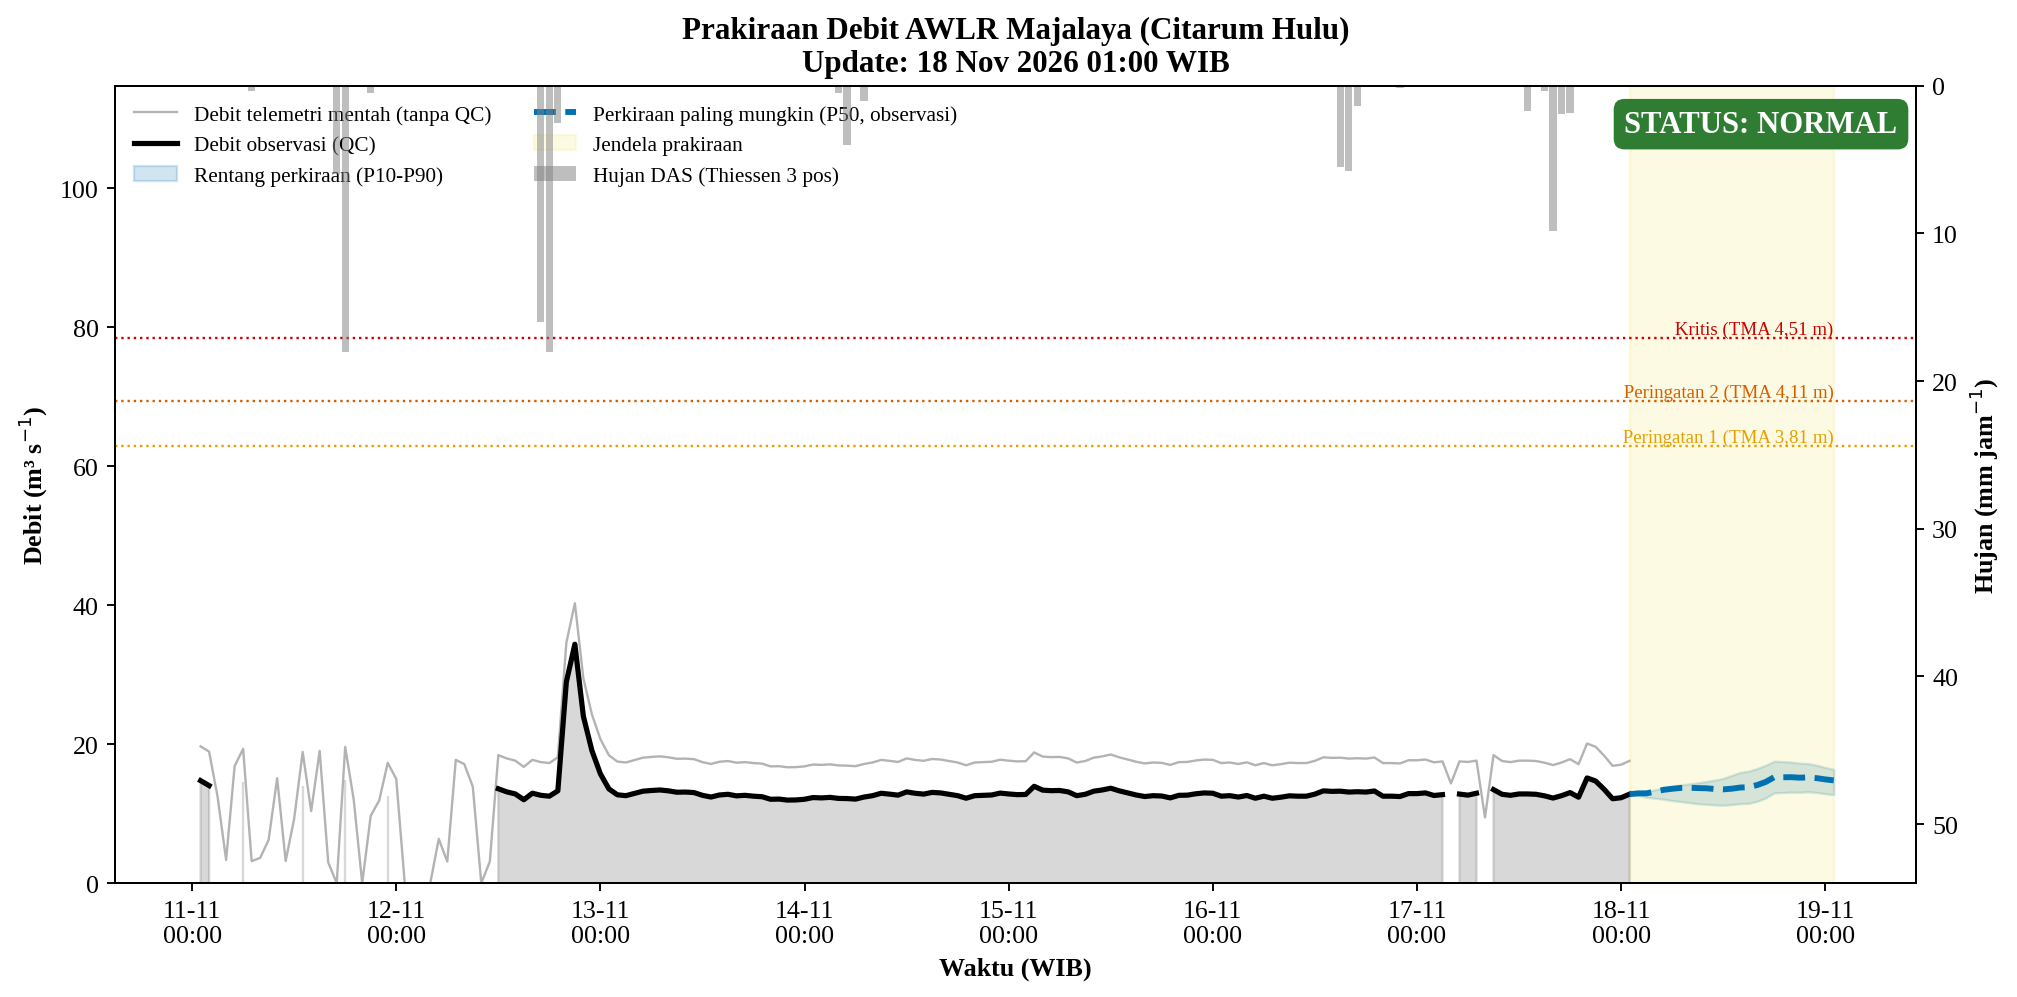 Prakiraan Debit AWLR Majalaya (Citarum Hulu)
Update: 18 Nov 2026 01:00 WIB
Debit telemetri mentah (tanpa QC)
Debit observasi (QC)
Rentang perkiraan (P10-P90)
Perkiraan paling mungkin (P50, observasi)
Jendela prakiraan
Hujan DAS (Thiessen 3 pos)
STATUS: NORMAL
Kritis (TMA 4,51 m)
Peringatan 2 (TMA 4,11 m)
Peringatan 1 (TMA 3,81 m)
Debit (m³ s⁻¹)
100
80
60
40
20
0
Hujan (mm jam⁻¹)
0
10
20
30
40
50
11-11
00:00
12-11
00:00
13-11
00:00
14-11
00:00
15-11
00:00
16-11
00:00
17-11
00:00
18-11
00:00
19-11
00:00
Waktu (WIB)